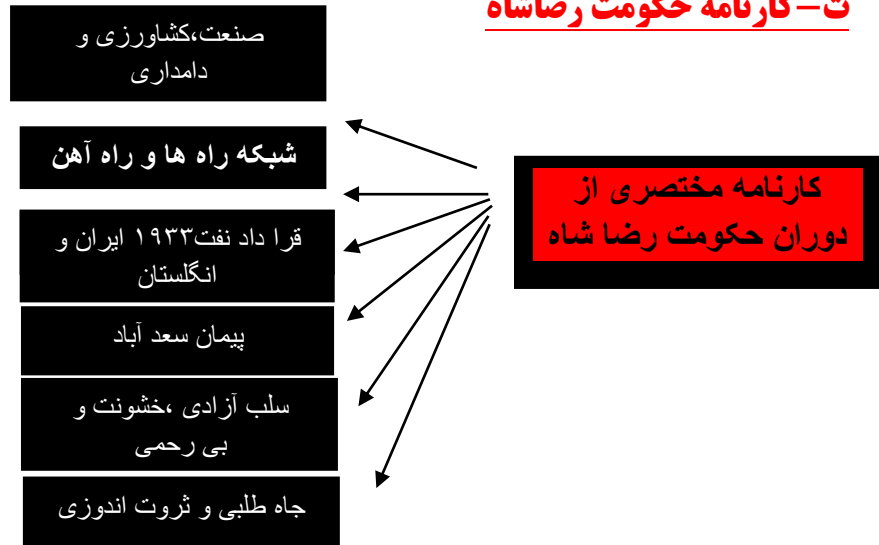 ت- کارنامه حکومت رضاشاه
کارنامه مختصری از
دوران حکومت رضا شاه
صنعت،کشاورزی و
دامداری
شبکه راه ها و راه آهن
قرا داد نفت۱۹۳۳ ایران و
انگلستان
پیمان سعد آباد
سلب آزادی ،خشونت و
بی رحمی
جاه طلبی و ثروت اندوزی